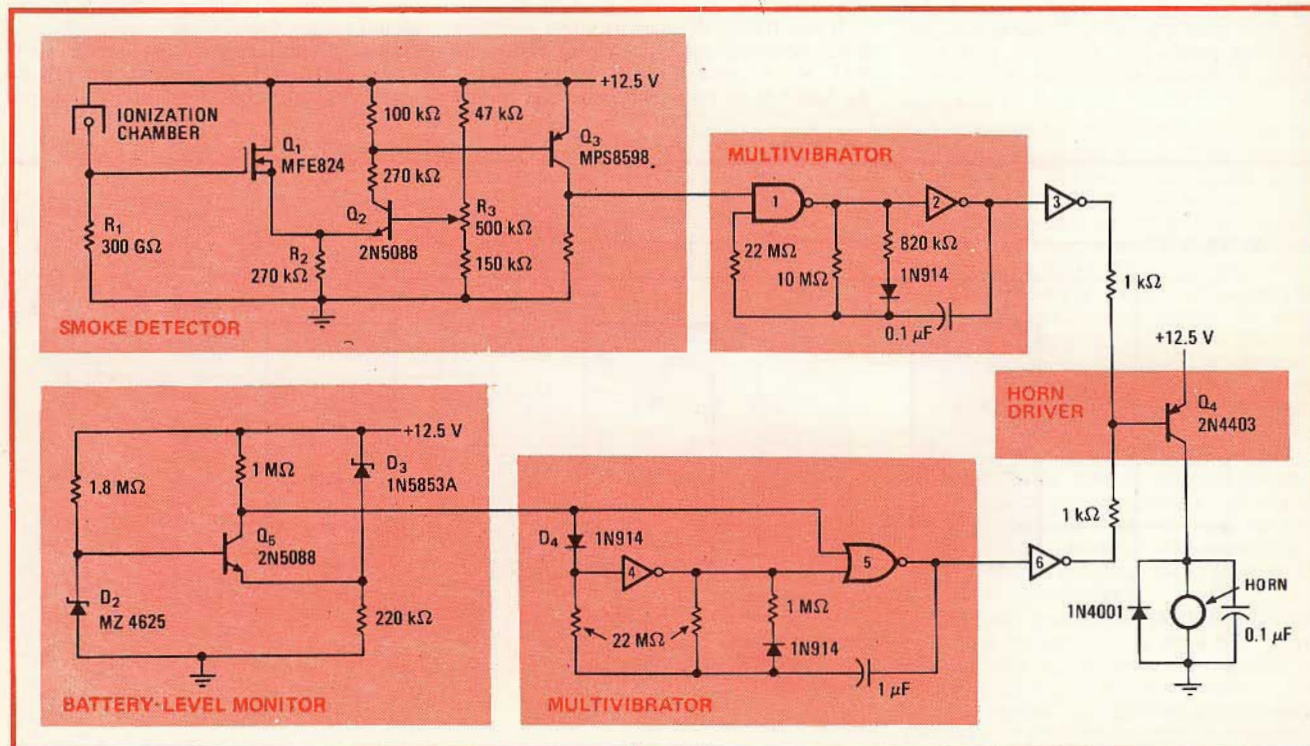 IONIZATION
CHAMBER
Q1
MFE824
R1
300 GΩ
R2
270 kΩ
100 kΩ
270 kΩ
Q2
2N5088
47 kΩ
R3
500 kΩ
150 kΩ
+12.5 V
Q3
MPS8598
SMOKE DETECTOR
MULTIVIBRATOR
1
22 MΩ
10 MΩ
2
820 kΩ
1N914
0.1 μF
3
1 kΩ
+12.5 V
HORN
DRIVER
Q4
2N4403
1 kΩ
HORN
1N4001
0.1 μF
+12.5 V
1.8 MΩ
1 MΩ
D3
1N5853A
Q5
2N5088
D2
MZ 4625
220 kΩ
BATTERY-LEVEL MONITOR
D4
1N914
4
5
22 MΩ
1 MΩ
1N914
1 μF
6
MULTIVIBRATOR